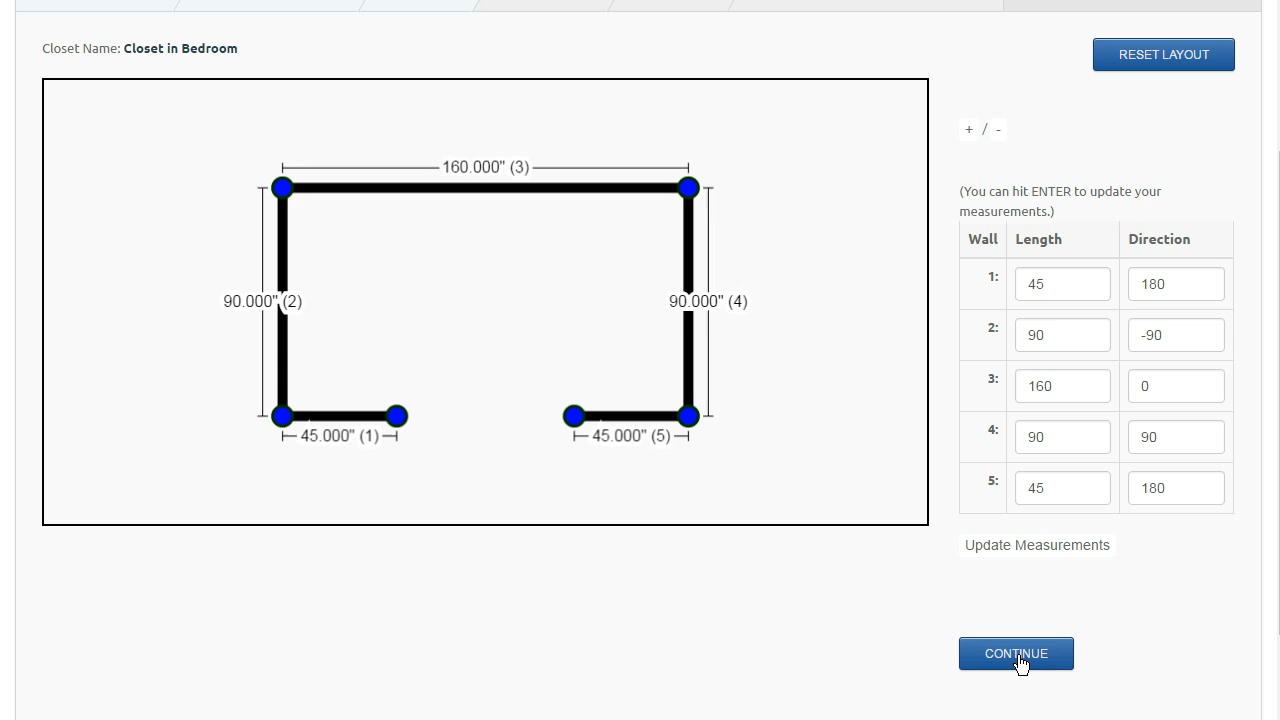 Closet Name: Closet in Bedroom
RESET LAYOUT
+ / -
160.000" (3)
90.000" (2)
90.000" (4)
45.000" (1)
45.000" (5)
(You can hit ENTER to update your
measurements.)
Wall Length Direction
1: 45 180
2: 90 -90
3: 160 0
4: 90 90
5: 45 180
Update Measurements
CONTINUE